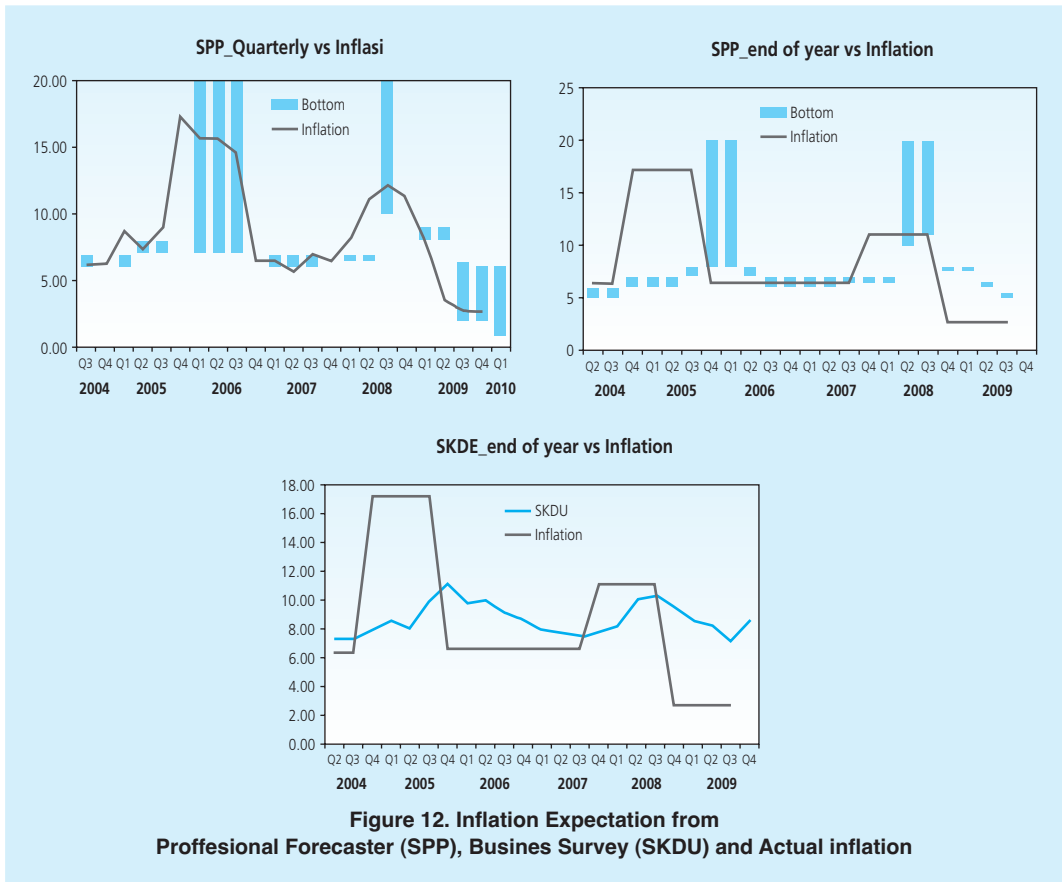 SPP_Quarterly vs Inflasi
20.00
15.00
10.00
5.00
0.00
Bottom
Inflation
Q3 Q4 Q1 Q2 Q3 Q4 Q1 Q2 Q3 Q4 Q1 Q2 Q3 Q4 Q1 Q2 Q3 Q4 Q1 Q2 Q3 Q4 Q1
2004 2005 2006 2007 2008 2009 2010
SPP_end of year vs Inflation
25
20
15
10
5
0
Bottom
Inflation
Q2 Q3 Q4 Q1 Q2 Q3 Q4 Q1 Q2 Q3 Q4 Q1 Q2 Q3 Q4 Q1 Q2 Q3 Q4 Q1 Q2 Q3 Q4
2004 2005 2006 2007 2008 2009
SKDE_end of year vs Inflation
18.00
16.00
14.00
12.00
10.00
8.00
6.00
4.00
2.00
0.00
SKDU
Inflation
Q2 Q3 Q4 Q1 Q2 Q3 Q4 Q1 Q2 Q3 Q4 Q1 Q2 Q3 Q4 Q1 Q2 Q3 Q4 Q1 Q2 Q3 Q4
2004 2005 2006 2007 2008 2009
Figure 12. Inflation Expectation from
Proffesional Forecaster (SPP), Busines Survey (SKDU) and Actual inflation